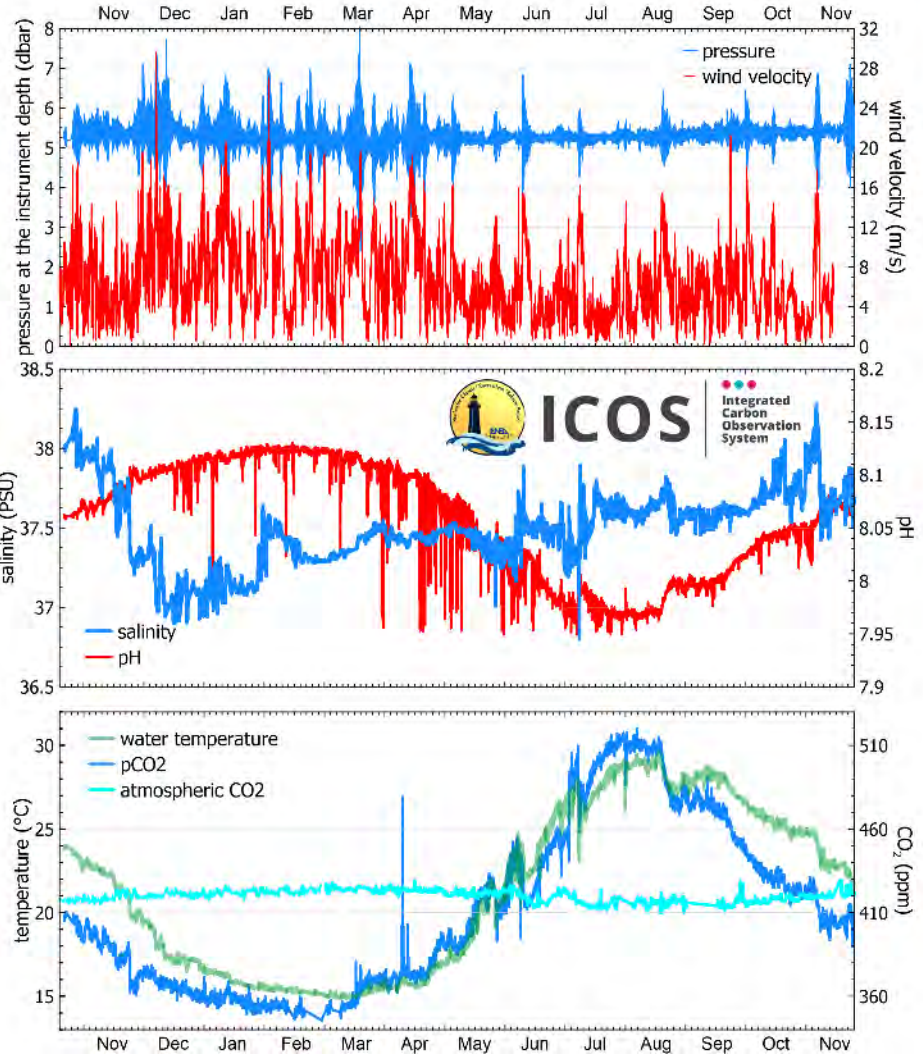 Nov Dec Jan Feb Mar Apr May Jun Jul Aug Sep Oct Nov
pressure at the instrument depth (dbar)
8
7
6
5
4
3
2
1
0
pressure
wind velocity
32
28
24
20
16
12
8
4
0
wind velocity (m/s)
salinity (PSU)
38.5
38
37.5
37
36.5
ICOS
Integrated
Carbon
Observation
System
salinity
pH
8.2
8.15
8.1
8.05
8
7.95
7.9
pH
temperature (°C)
30
25
20
15
water temperature
pCO2
atmospheric CO2
510
460
410
360
CO₂ (ppm)
Nov Dec Jan Feb Mar Apr May Jun Jul Aug Sep Oct Nov